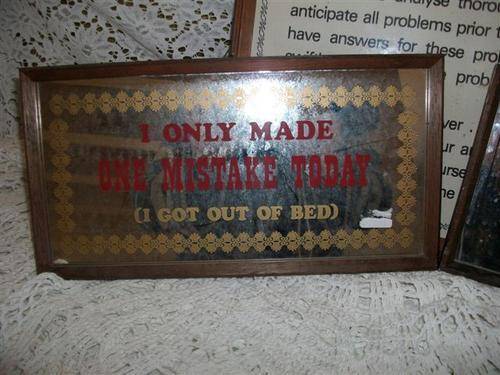 I ONLY MADE
ONE MISTAKE TODAY
(I GOT OUT OF BED)
anticipate all problems prior t
have answers for these pro
prob
ver